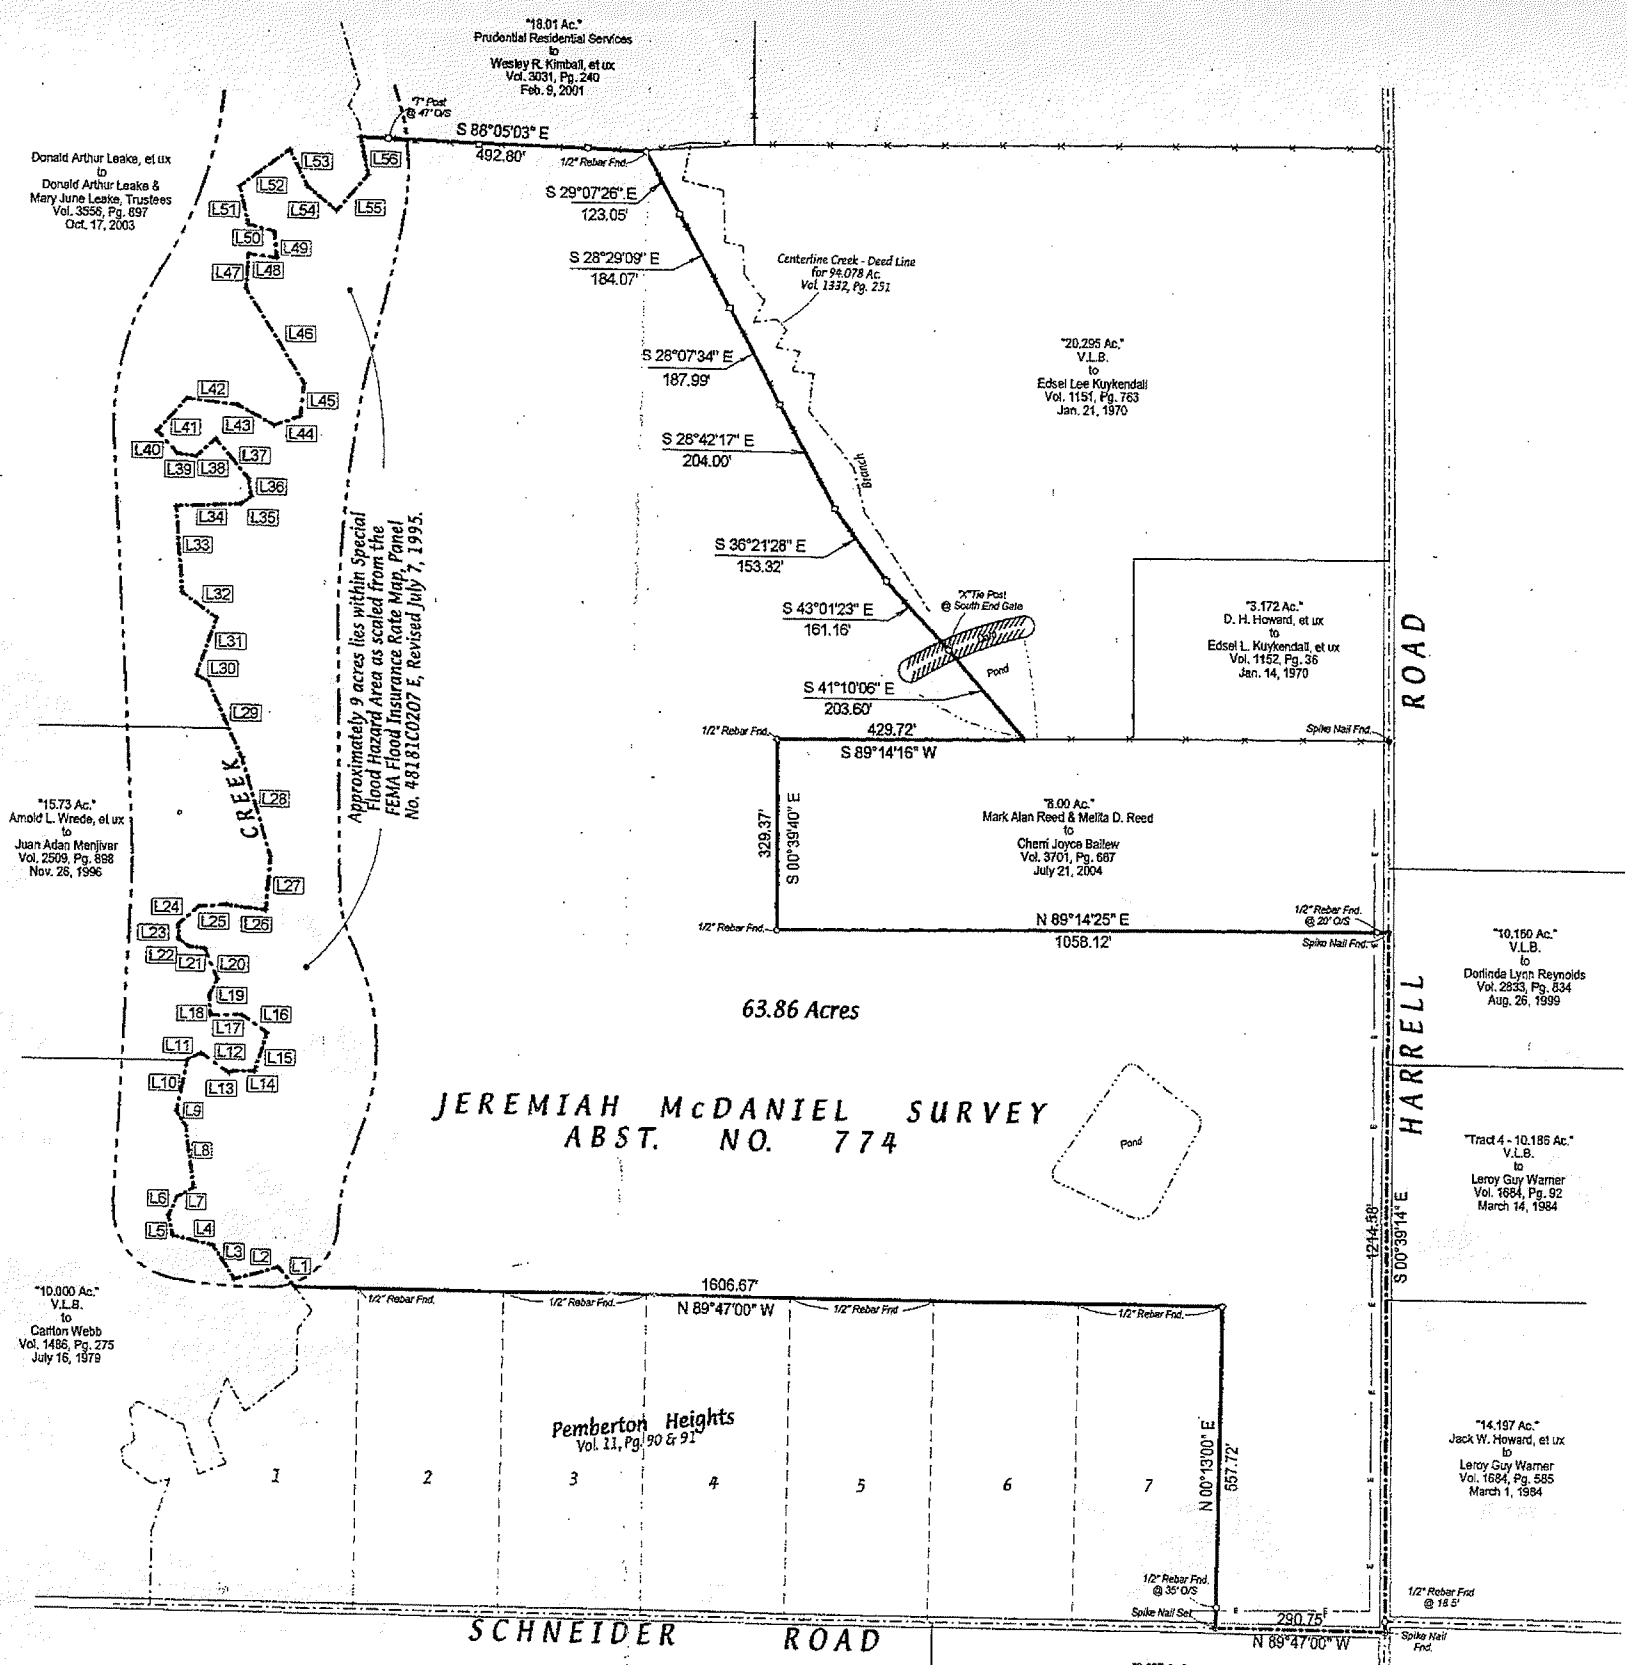 "18.01 Ac."
Prudential Residential Services
to
Wesley R. Kimball, et ux
Vol. 3031, Pg. 240
Feb. 9, 2001
"T" Post
@ 47' O/S
S 86°05'03" E
492.80'
1/2" Rebar Fnd.
Donald Arthur Leake, et ux
to
Donald Arthur Leake &
Mary June Leake, Trustees
Vol. 3556, Pg. 897
Oct. 17, 2003
L53
L56
L52
L54
L55
L51
L50
L49
L48
L47
L46
L45
L42
L41
L43
L44
L40
L39
L38
L37
L36
L34
L35
L33
L32
L31
L30
L29
L28
L27
L24
L25
L26
L23
L22
L21
L20
L19
L18
L17
L16
L11
L12
L15
L10
L13
L14
L9
L8
L6
L7
L5
L4
L3
L2
L1
CREEK
S 29°07'26" E
123.05'
S 28°29'09" E
184.07'
S 28°07'34" E
187.99'
S 28°42'17" E
204.00'
S 36°21'28" E
153.32'
S 43°01'23" E
161.16'
S 41°10'06" E
203.60'
Centerline Creek - Deed Line
for 94.078 Ac.
Vol. 1332, Pg. 251
Branch
"20.295 Ac."
V.L.B.
to
Edsel Lee Kuykendall
Vol. 1151, Pg. 763
Jan. 21, 1970
Approximately 9 acres lies within Special
Flood Hazard Area as scaled from the
FEMA Flood Insurance Rate Map, Panel
No. 48181C0207 E, Revised July 7, 1995.
"X" Tie Post
@ South End Gate
Pond
"3.172 Ac."
D. H. Howard, et ux
to
Edsel L. Kuykendall, et ux
Vol. 1152, Pg. 36
Jan. 14, 1970
ROAD
1/2" Rebar Fnd.
429.72'
S 89°14'16" W
Spike Nail Fnd.
329.37'
S 00°39'40" E
"8.00 Ac."
Mark Alan Reed & Melita D. Reed
to
Cherri Joyce Ballew
Vol. 3701, Pg. 667
July 21, 2004
"15.73 Ac."
Arnold L. Wrede, et ux
to
Juan Adan Menjivar
Vol. 2509, Pg. 898
Nov. 26, 1996
1/2" Rebar Fnd.
N 89°14'25" E
1058.12'
1/2" Rebar Fnd.
@ 20' O/S
Spike Nail Fnd.
"10.160 Ac."
V.L.B.
to
Dorlinda Lynn Reynolds
Vol. 2833, Pg. 834
Aug. 26, 1999
63.86 Acres
HARRELL
JEREMIAH McDANIEL SURVEY
ABST. NO. 774
Pond
"Tract 4 - 10.186 Ac."
V.L.B.
to
Leroy Guy Warner
Vol. 1684, Pg. 92
March 14, 1984
1214.58'
S 00°39'14" E
"10.000 Ac."
V.L.B.
to
Carlton Webb
Vol. 1486, Pg. 275
July 16, 1979
1606.67'
N 89°47'00" W
1/2" Rebar Fnd.
1/2" Rebar Fnd.
1/2" Rebar Fnd
1/2" Rebar Fnd.
Pemberton Heights
Vol. 11, Pg. 90 & 91
1
2
3
4
5
6
7
N 00°13'00" E
557.72'
"14.197 Ac."
Jack W. Howard, et ux
to
Leroy Guy Warner
Vol. 1684, Pg. 585
March 1, 1984
1/2" Rebar Fnd.
@ 35' O/S
Spike Nail Set
290.75'
N 89°47'00" W
1/2" Rebar Fnd
@ 18.5'
Spike Nail
Fnd.
SCHNEIDER ROAD